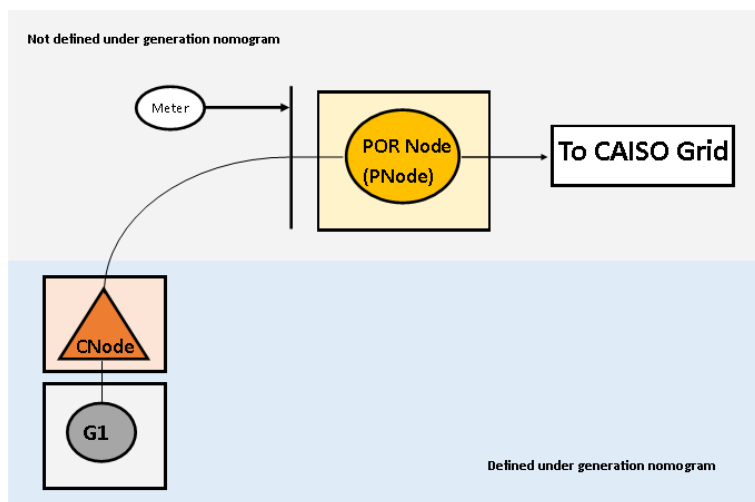 Not defined under generation nomogram
Meter
POR Node
(PNode)
To CAISO Grid
CNode
G1
Defined under generation nomogram